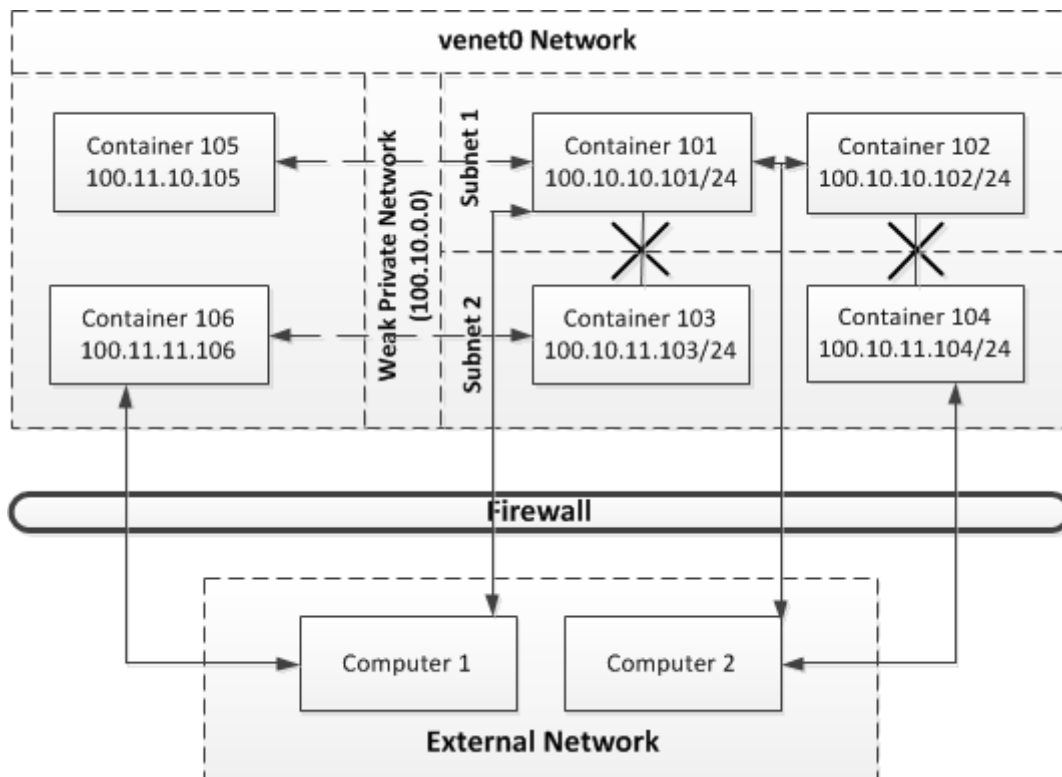 venet0 Network
Container 105
100.11.10.105
Container 106
100.11.11.106
Weak Private Network
(100.10.0.0)
Subnet 1
Subnet 2
Container 101
100.10.10.101/24
Container 102
100.10.10.102/24
Container 103
100.10.11.103/24
Container 104
100.10.11.104/24
Firewall
Computer 1
Computer 2
External Network